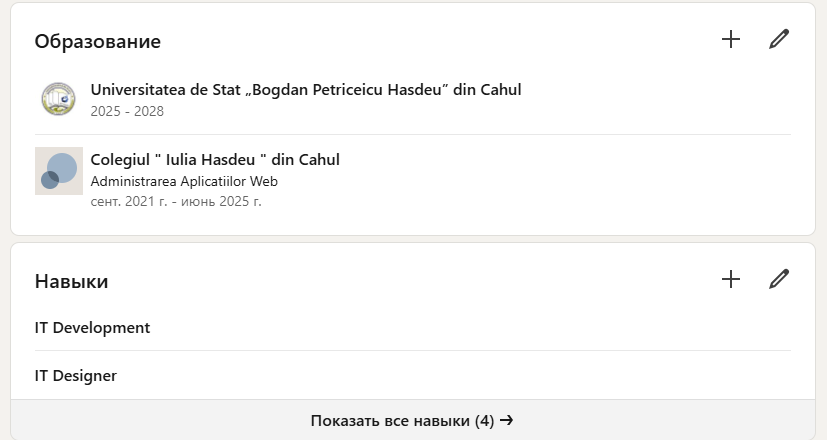 Образование
Universitatea de Stat „Bogdan Petriceicu Hasdeu” din Cahul
2025 - 2028
Colegiul " Iulia Hasdeu " din Cahul
Administrarea Aplicatiilor Web
сент. 2021 г. - июнь 2025 г.
Навыки
IT Development
IT Designer
Показать все навыки (4) →